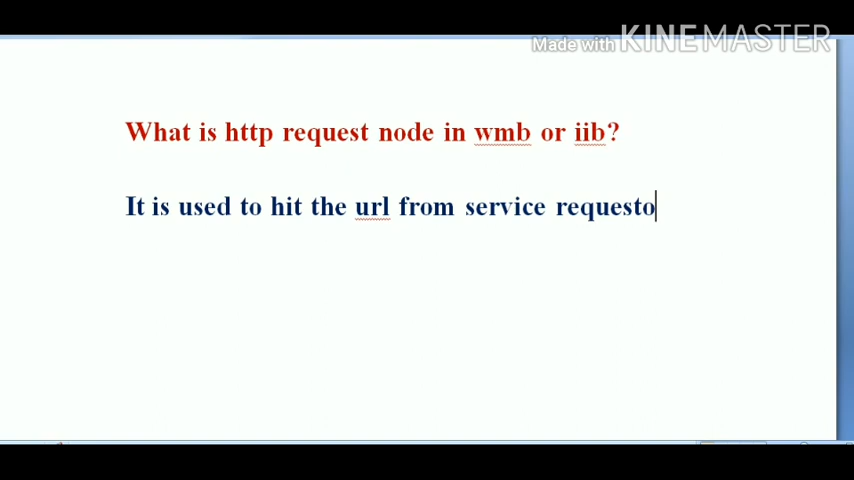 Made with KINEMASTER
What is http request node in wmb or iib?
It is used to hit the url from service requesto